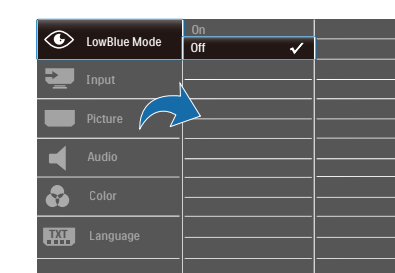 LowBlue Mode
On
Off
Input
Picture
Audio
Color
TXT
Language